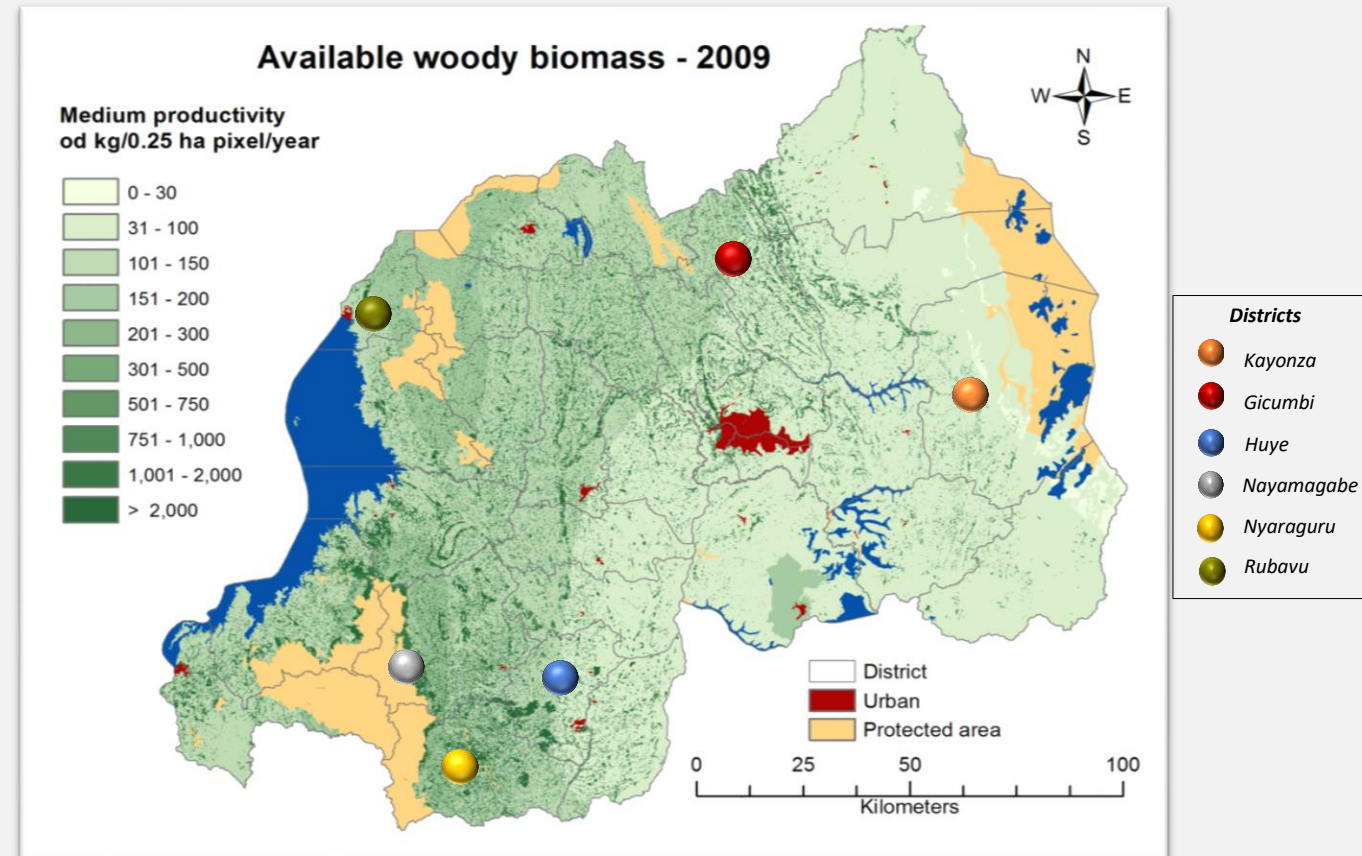 Available woody biomass - 2009
N
W E
S
Medium productivity
od kg/0.25 ha pixel/year
0 - 30
31 - 100
101 - 150
151 - 200
201 - 300
301 - 500
501 - 750
751 - 1,000
1,001 - 2,000
> 2,000
Districts
Kayonza
Gicumbi
Huye
Nayamagabe
Nyaraguru
Rubavu
District
Urban
Protected area
0 25 50 100
Kilometers